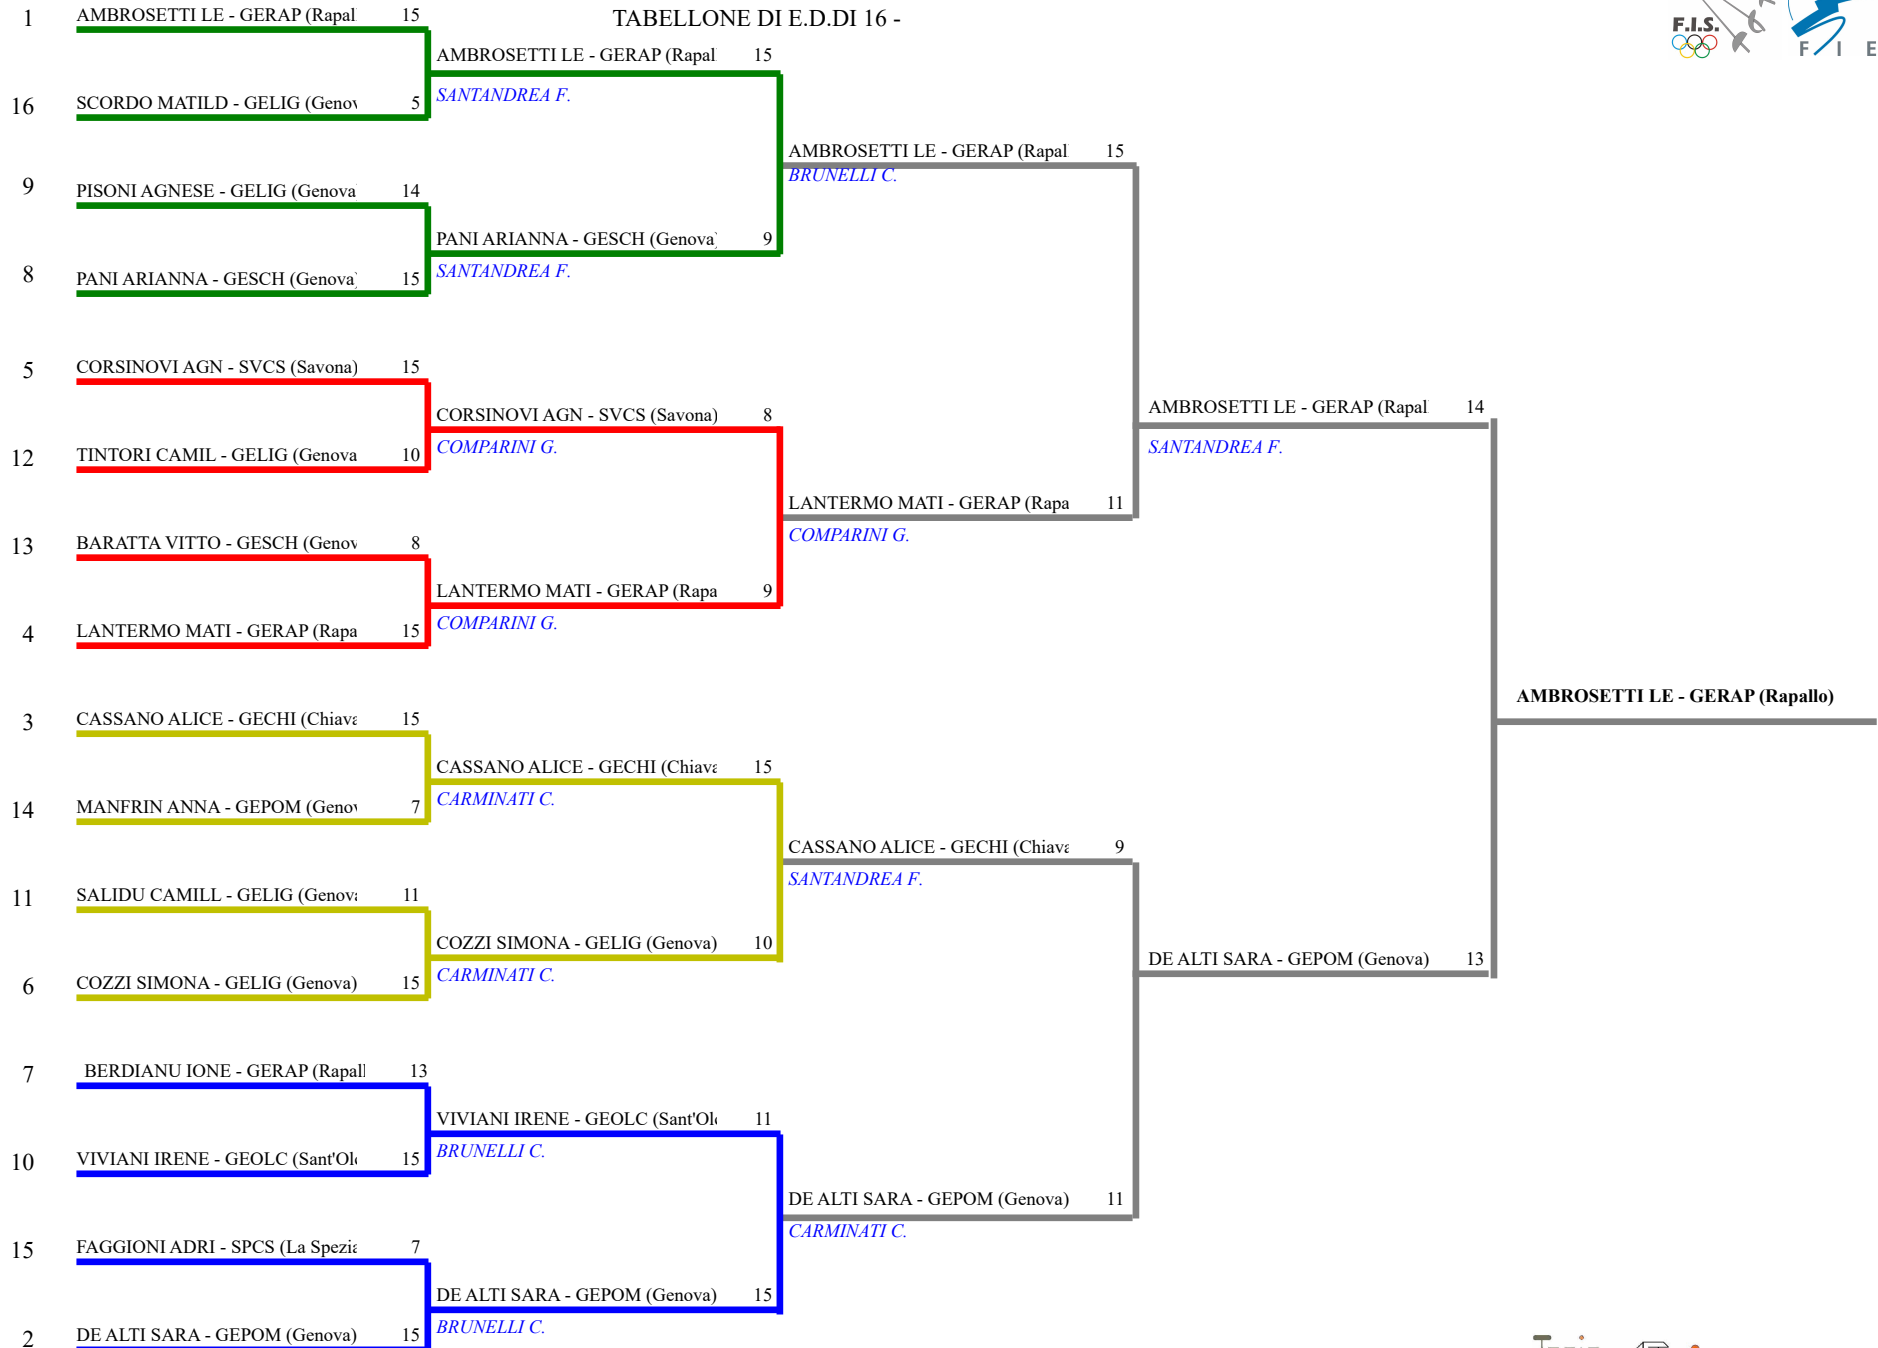 TABELLONE DI E.D.DI 16 -
F.I.S.
F I E
1 AMBROSETTI LE - GERAP (Rapal 15
AMBROSETTI LE - GERAP (Rapal 15
SANTANDREA F.
16 SCORDO MATILD - GELIG (Genov 5
AMBROSETTI LE - GERAP (Rapal 15
BRUNELLI C.
9 PISONI AGNESE - GELIG (Genova 14
PANI ARIANNA - GESCH (Genova) 9
SANTANDREA F.
8 PANI ARIANNA - GESCH (Genova) 15
5 CORSINOVI AGN - SVCS (Savona) 15
CORSINOVI AGN - SVCS (Savona) 8
COMPARINI G.
AMBROSETTI LE - GERAP (Rapal 14
SANTANDREA F.
12 TINTORI CAMIL - GELIG (Genova 10
LANTERMO MATI - GERAP (Rapa 11
COMPARINI G.
13 BARATTA VITTO - GESCH (Genov 8
LANTERMO MATI - GERAP (Rapa 9
COMPARINI G.
4 LANTERMO MATI - GERAP (Rapa 15
AMBROSETTI LE - GERAP (Rapallo)
3 CASSANO ALICE - GECHI (Chiava 15
CASSANO ALICE - GECHI (Chiava 15
CARMINATI C.
14 MANFRIN ANNA - GEPOM (Genov 7
CASSANO ALICE - GECHI (Chiava 9
SANTANDREA F.
11 SALIDU CAMILL - GELIG (Genova 11
COZZI SIMONA - GELIG (Genova) 10
CARMINATI C.
6 COZZI SIMONA - GELIG (Genova) 15
DE ALTI SARA - GEPOM (Genova) 13
7 BERDIANU IONE - GERAP (Rapall 13
VIVIANI IRENE - GEOLC (Sant'Olc 11
BRUNELLI C.
10 VIVIANI IRENE - GEOLC (Sant'Olc 15
DE ALTI SARA - GEPOM (Genova) 11
CARMINATI C.
15 FAGGIONI ADRI - SPCS (La Spezia 7
DE ALTI SARA - GEPOM (Genova) 15
BRUNELLI C.
2 DE ALTI SARA - GEPOM (Genova) 15